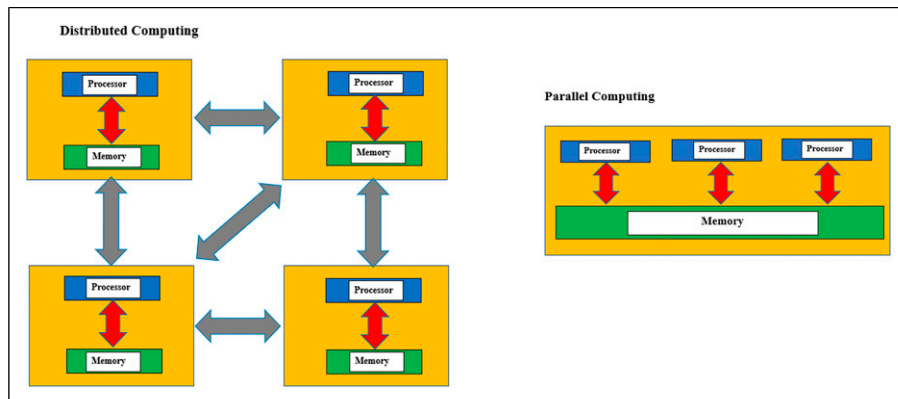 Distributed Computing
Processor
Memory
Processor
Memory
Processor
Memory
Processor
Memory
Parallel Computing
Processor
Processor
Processor
Memory